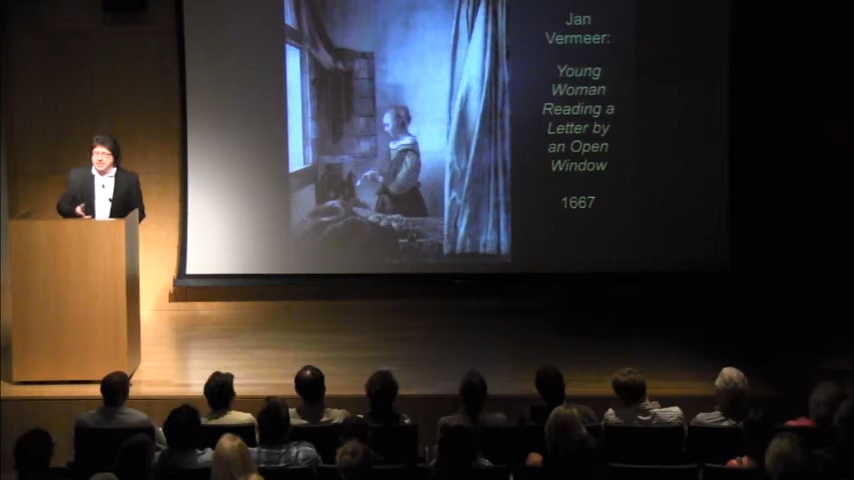 Jan
Vermeer:
Young
Woman
Reading a
Letter by
an Open
Window
1667